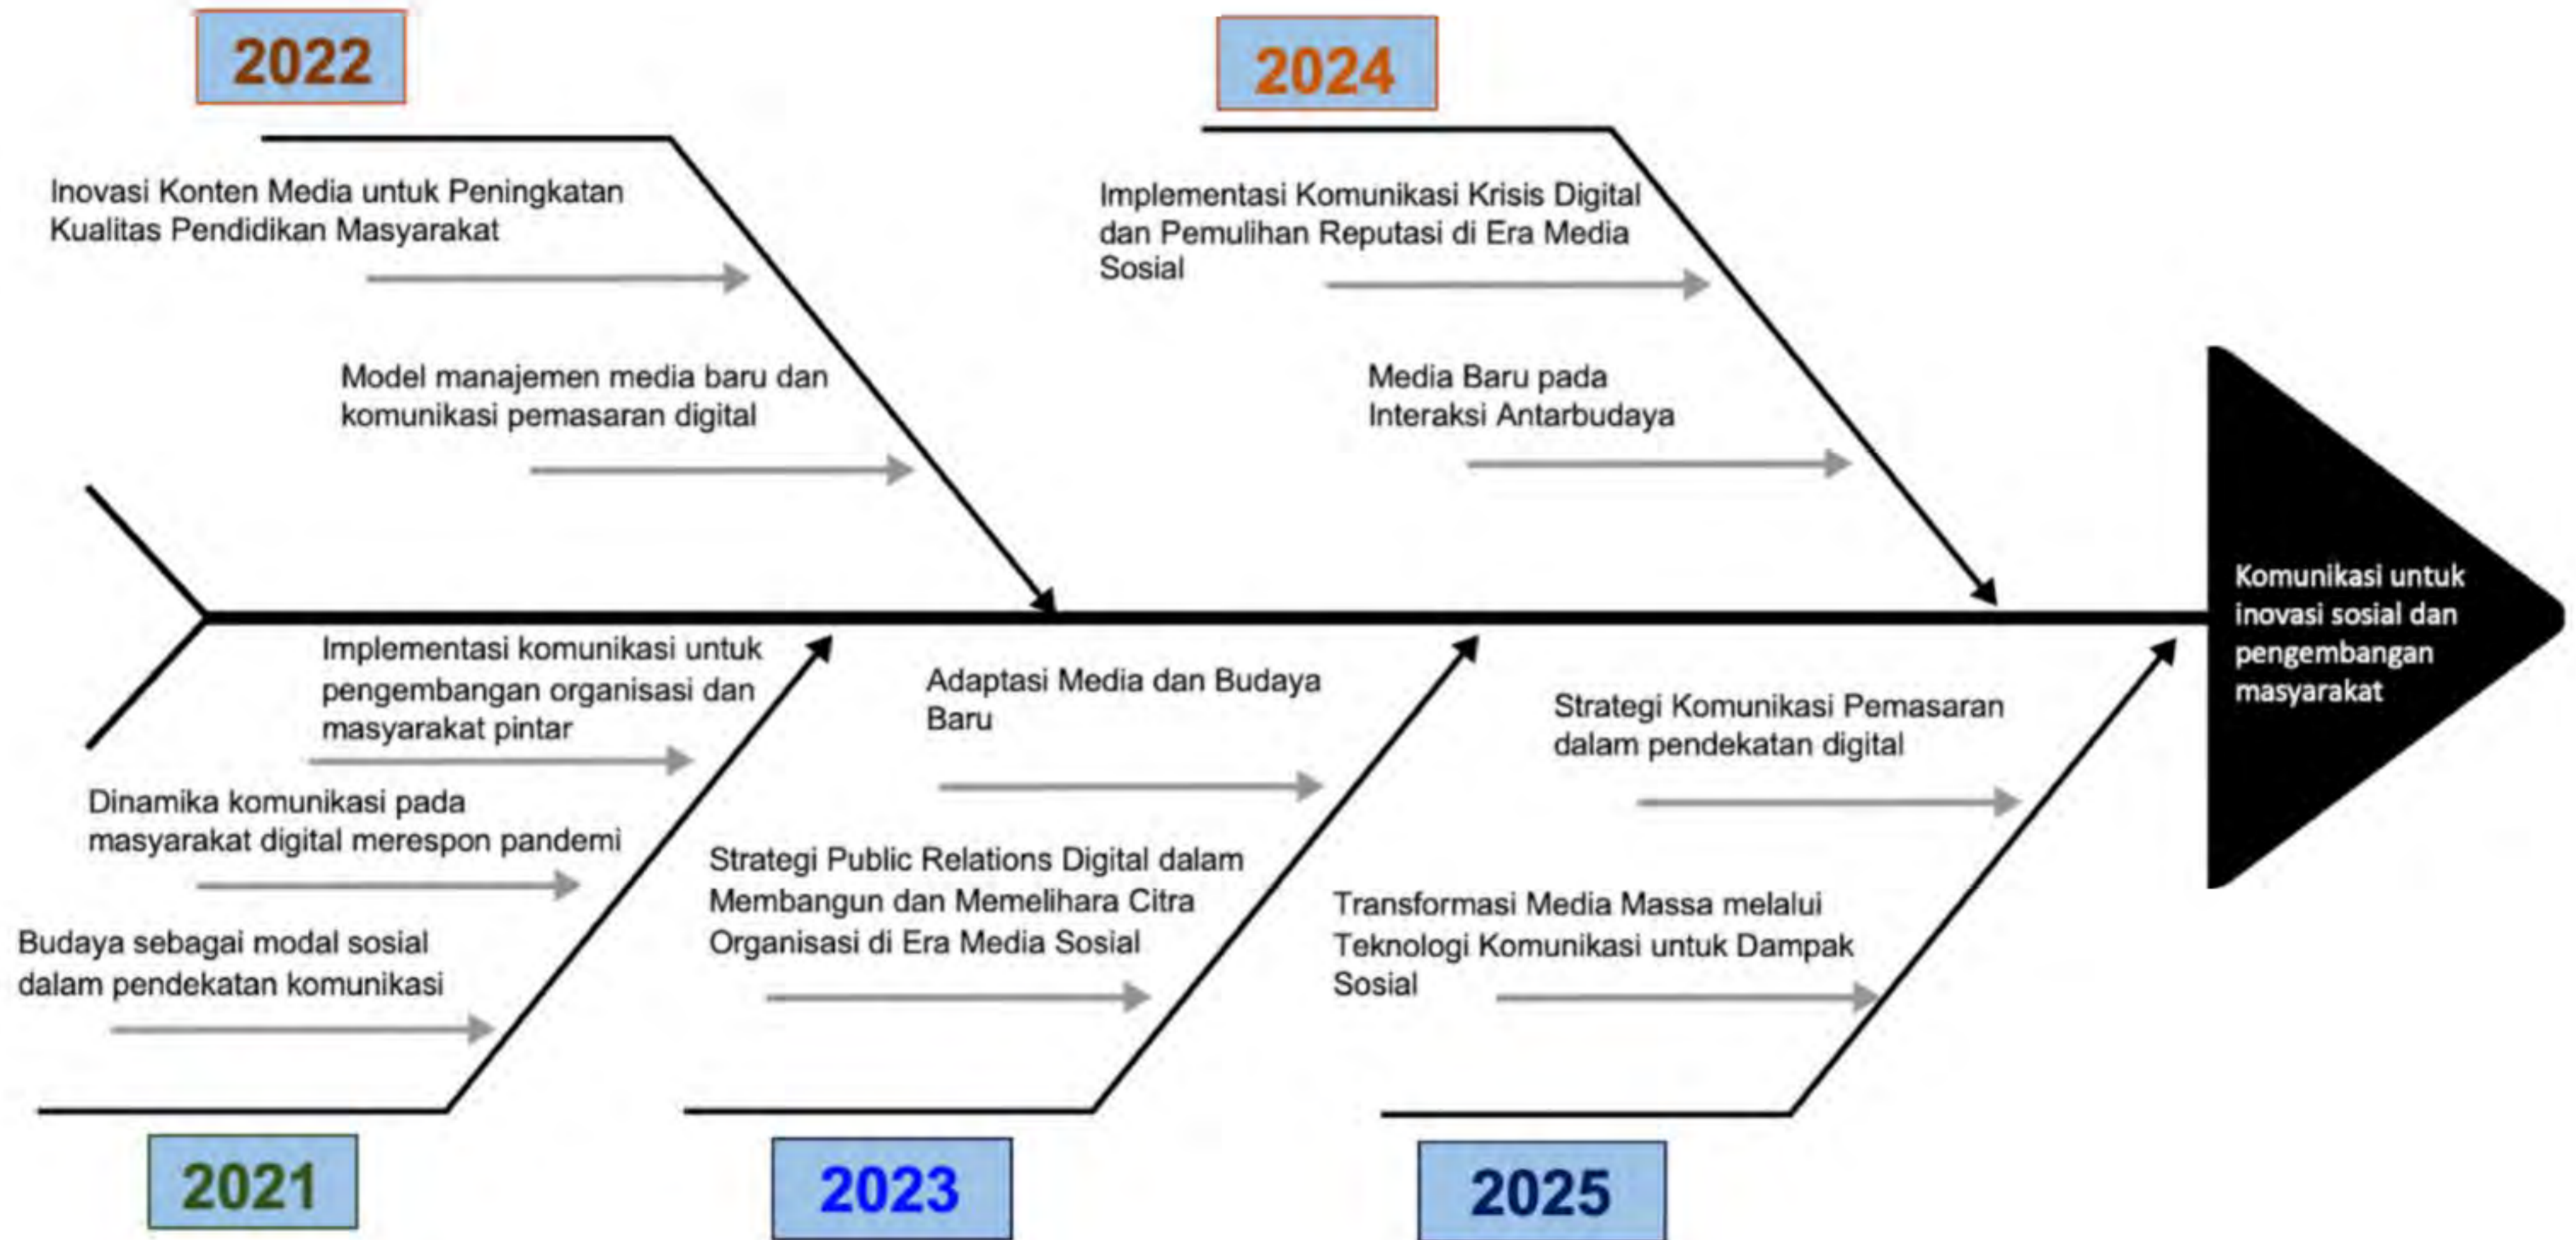 2022
Inovasi Konten Media untuk Peningkatan
Kualitas Pendidikan Masyarakat
Model manajemen media baru dan
komunikasi pemasaran digital
2024
Implementasi Komunikasi Krisis Digital
dan Pemulihan Reputasi di Era Media
Sosial
Media Baru pada
Interaksi Antarbudaya
Komunikasi untuk
inovasi sosial dan
pengembangan
masyarakat
Implementasi komunikasi untuk
pengembangan organisasi dan
masyarakat pintar
Dinamika komunikasi pada
masyarakat digital merespon pandemi
Budaya sebagai modal sosial
dalam pendekatan komunikasi
2021
Adaptasi Media dan Budaya
Baru
Strategi Public Relations Digital dalam
Membangun dan Memelihara Citra
Organisasi di Era Media Sosial
2023
Strategi Komunikasi Pemasaran
dalam pendekatan digital
Transformasi Media Massa melalui
Teknologi Komunikasi untuk Dampak
Sosial
2025